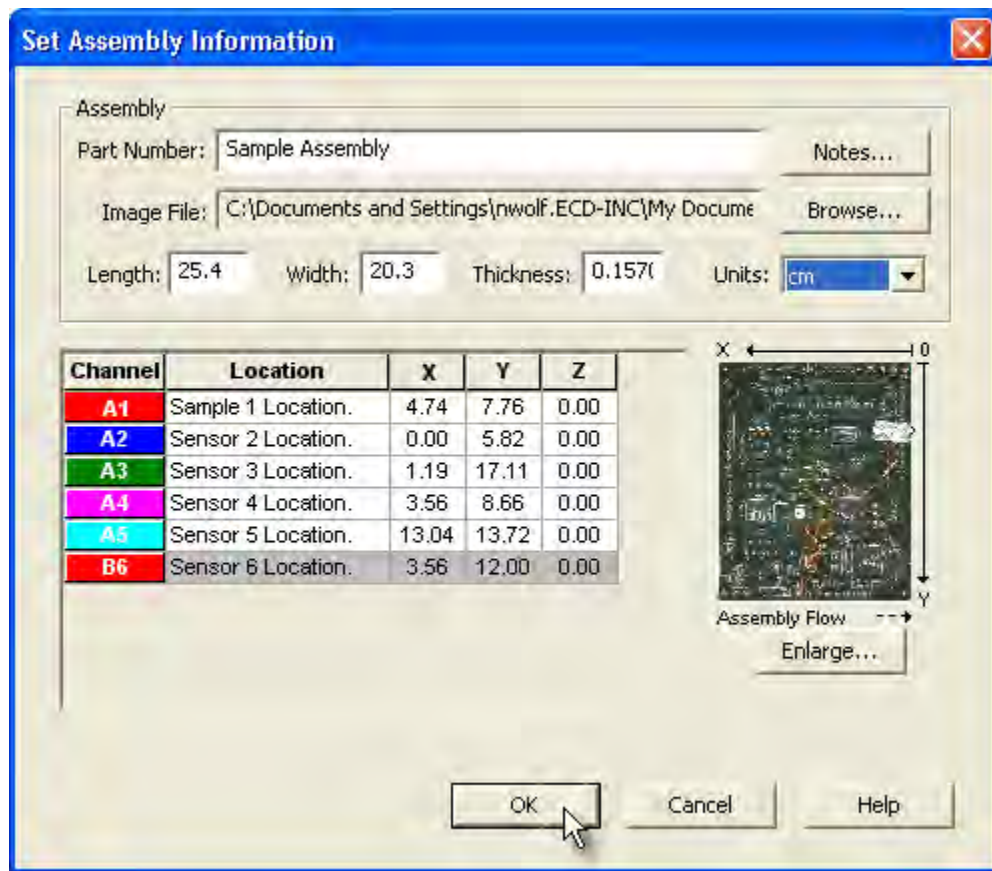 Set Assembly Information
Assembly
Part Number: Sample Assembly Notes...
Image File: C:\Documents and Settings\nwolf.ECD-INC\My Docume Browse...
Length: 25.4 Width: 20.3 Thickness: 0.157( Units: cm
X 0
Channel Location X Y Z
A1 Sample 1 Location. 4.74 7.76 0.00
A2 Sensor 2 Location. 0.00 5.82 0.00
A3 Sensor 3 Location. 1.19 17.11 0.00
A4 Sensor 4 Location. 3.56 8.66 0.00
A5 Sensor 5 Location. 13.04 13.72 0.00
B6 Sensor 6 Location. 3.56 12.00 0.00
Y
Assembly Flow
Enlarge...
OK Cancel Help